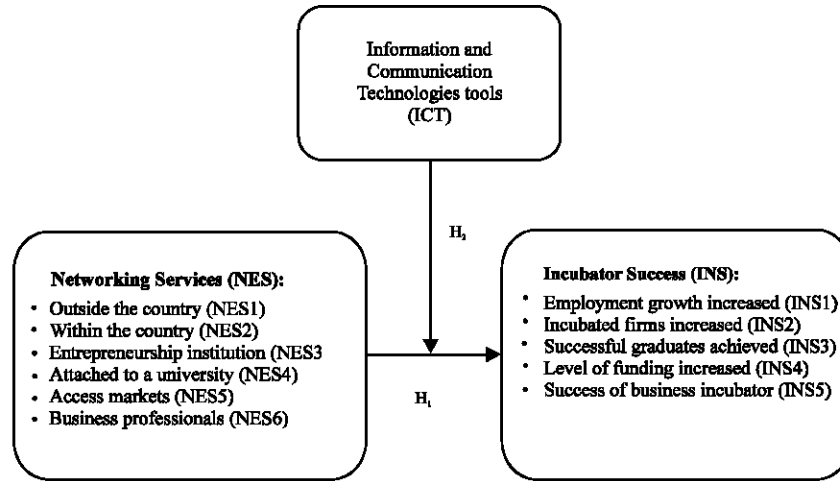 Information and
Communication
Technologies tools
(ICT)
H₂
Networking Services (NES):
• Outside the country (NES1)
• Within the country (NES2)
• Entrepreneurship institution (NES3
• Attached to a university (NES4)
• Access markets (NES5)
• Business professionals (NES6)
H₁
Incubator Success (INS):
• Employment growth increased (INS1)
• Incubated firms increased (INS2)
• Successful graduates achieved (INS3)
• Level of funding increased (INS4)
• Success of business incubator (INS5)